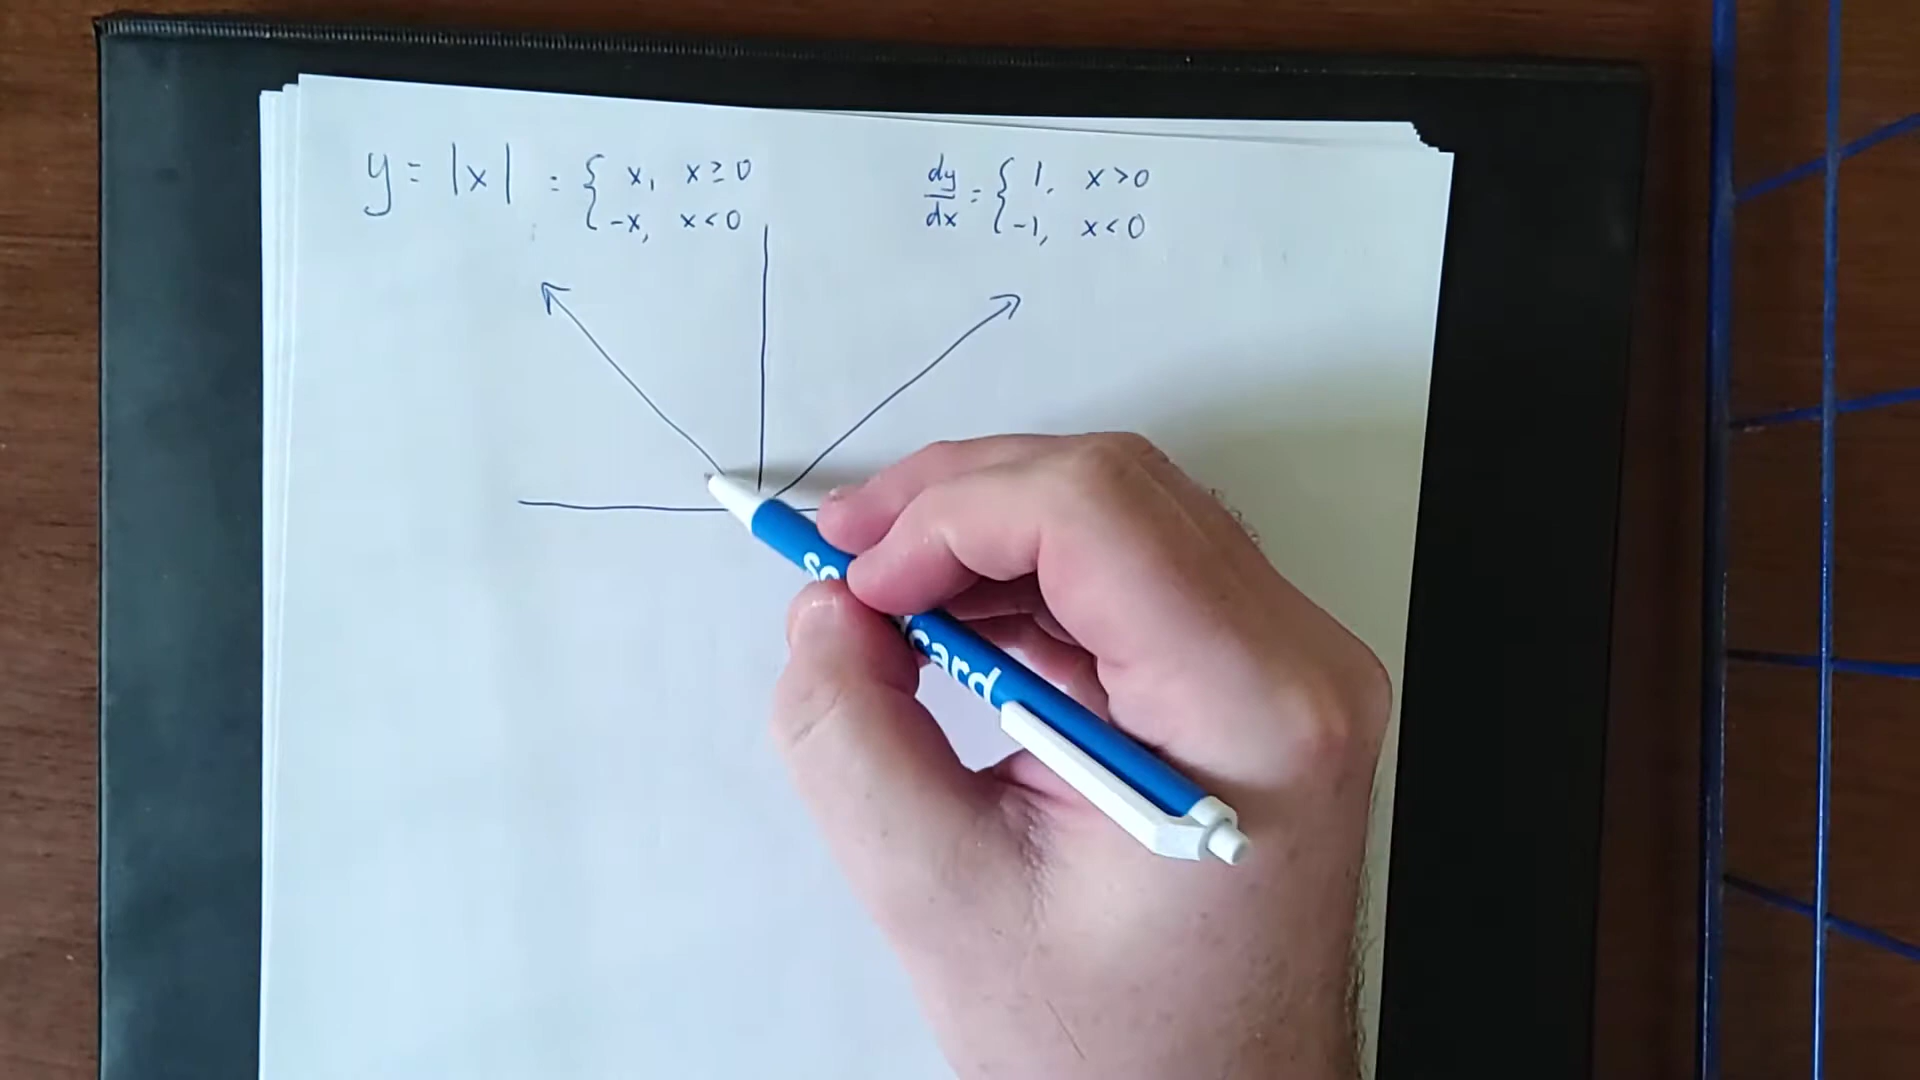 y = |x| = { x, x ≥ 0
-x, x < 0
dy/dx = { 1, x > 0
-1, x < 0
card